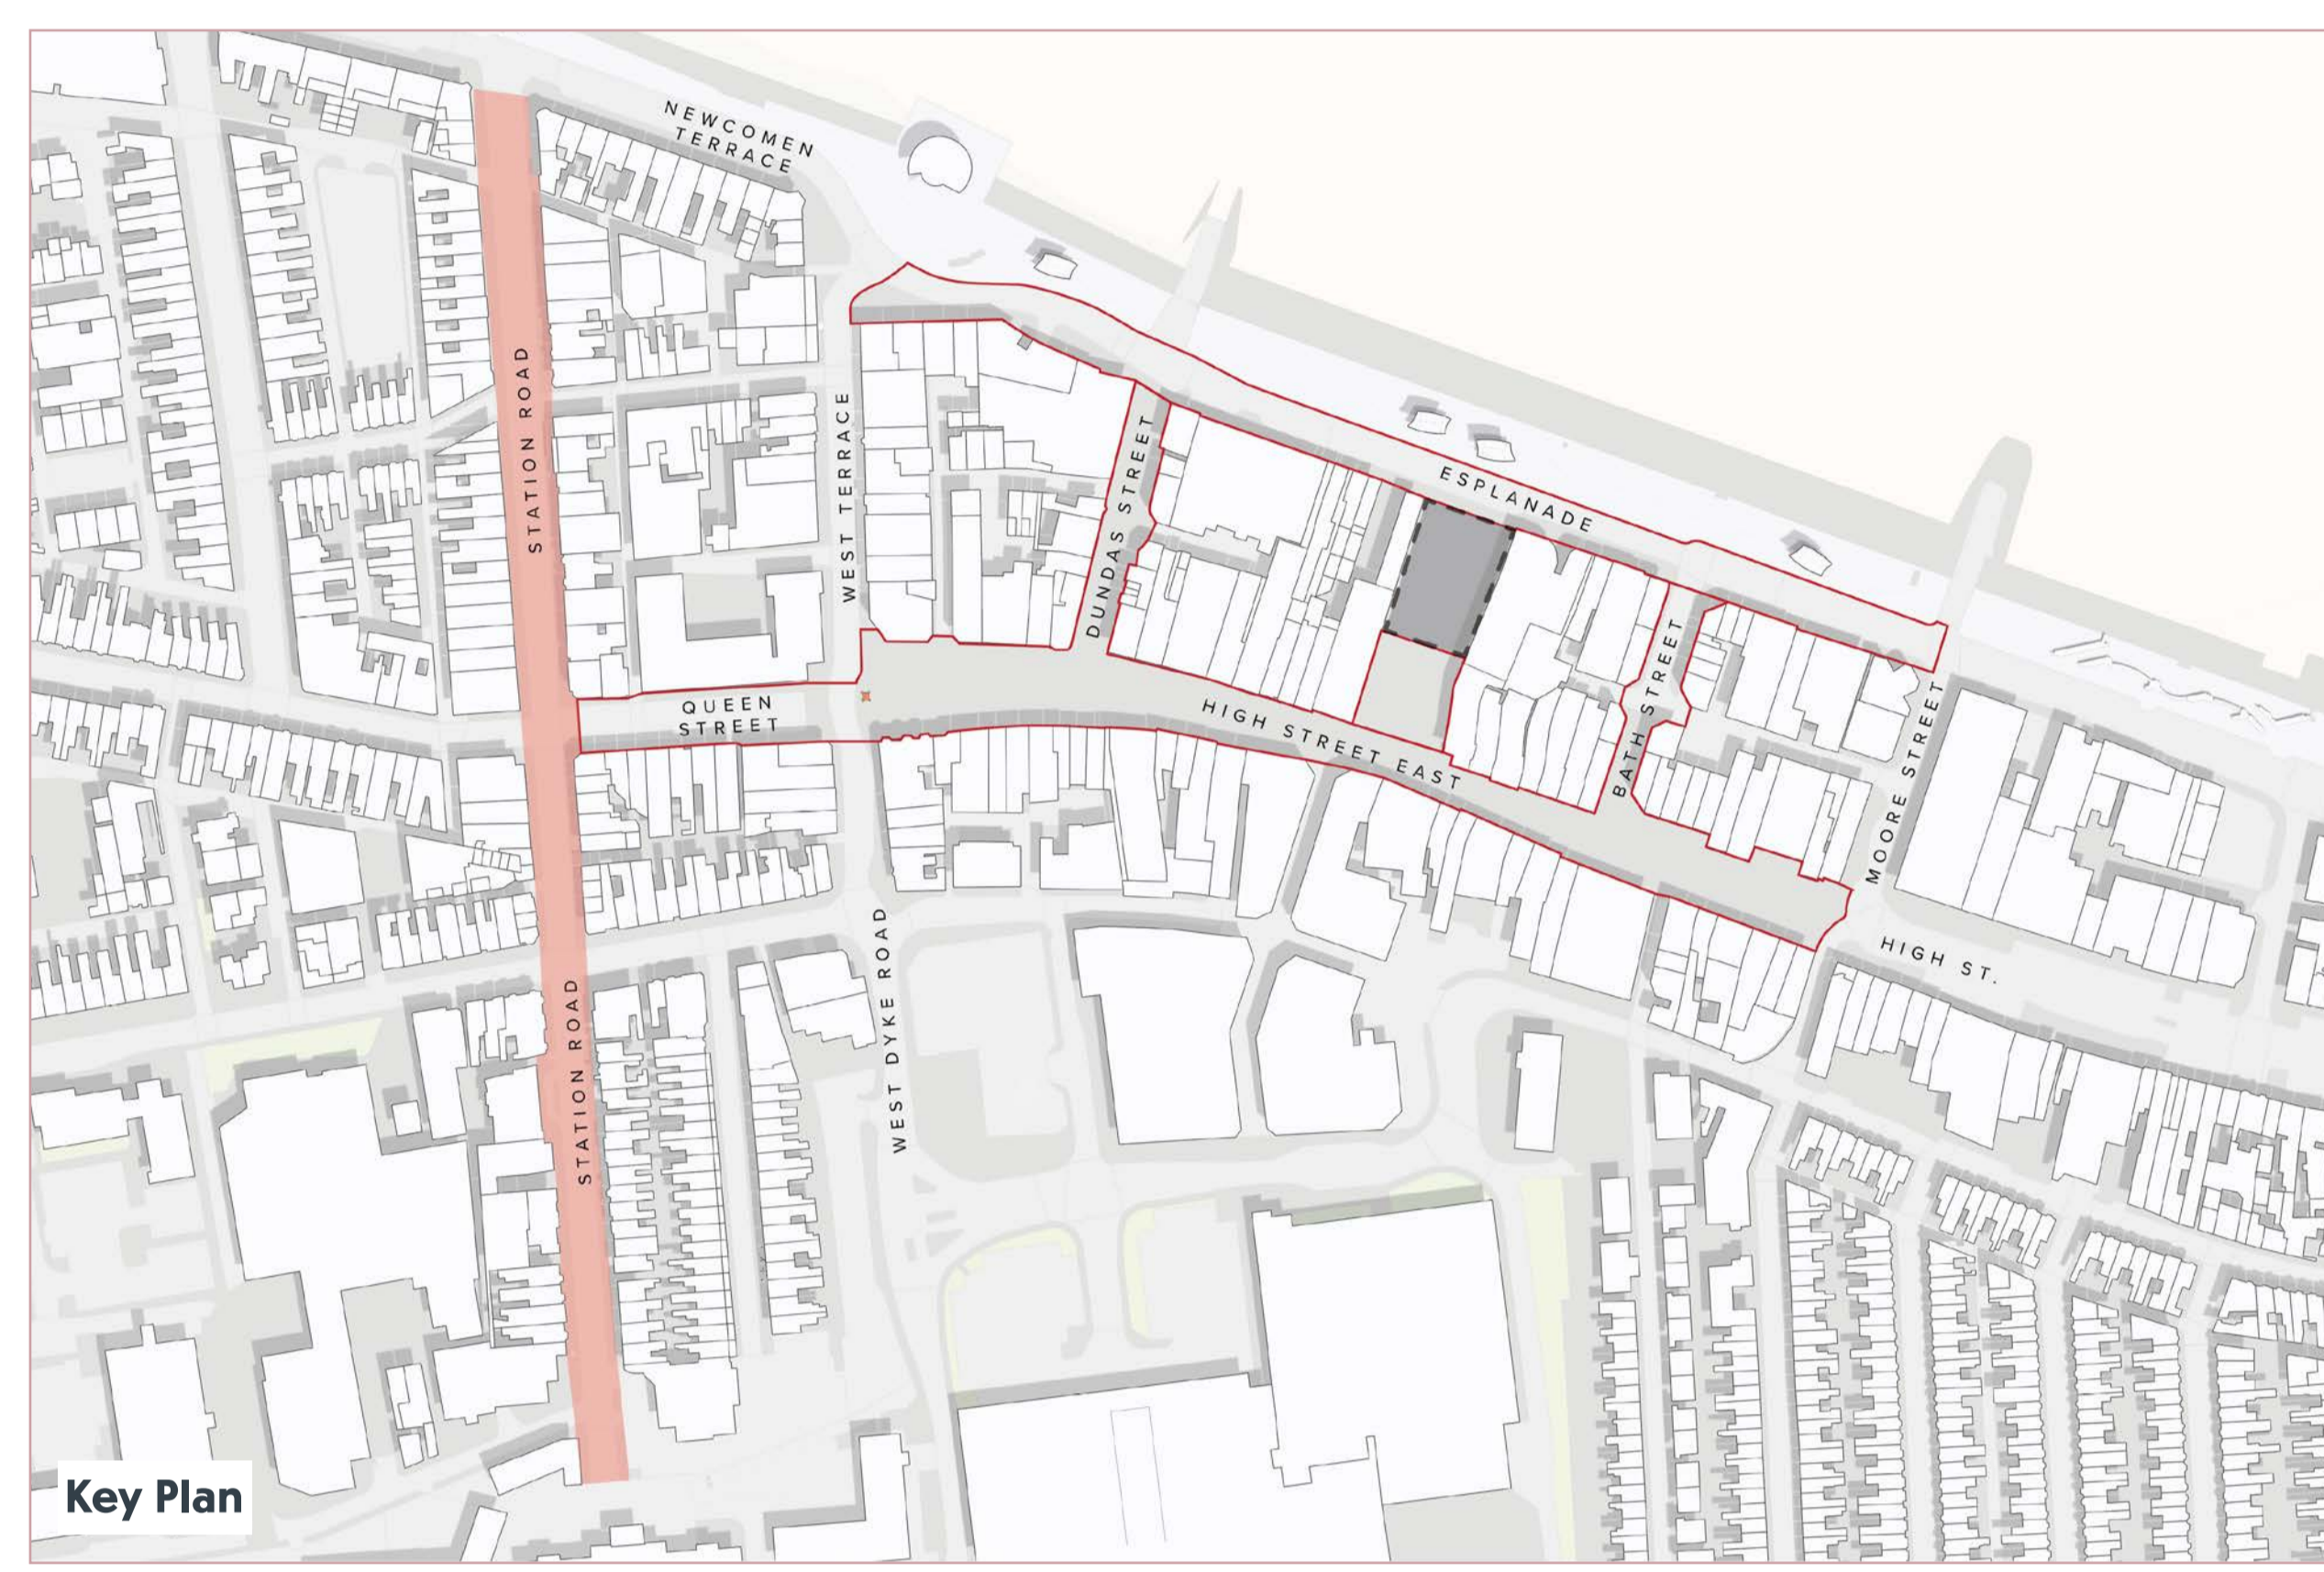 NEWCOMEN
TERRACE
STATION ROAD
WEST TERRACE
DUNDAS STREET
ESPLANADE
QUEEN
STREET
HIGH STREET EAST
BATH STREET
MOORE STREET
WEST DYKE ROAD
HIGH ST.
STATION ROAD
Key Plan